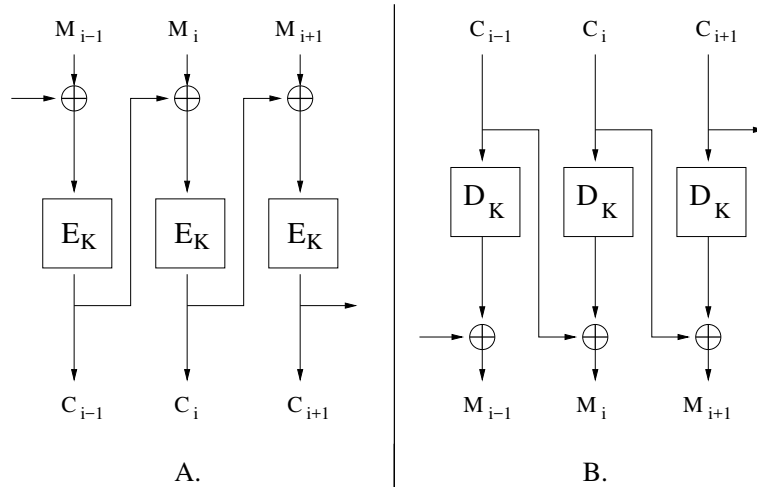 M i−1 M i M i+1
E K E K E K
C i−1 C i C i+1
A.
C i−1 C i C i+1
D K D K D K
M i−1 M i M i+1
B.